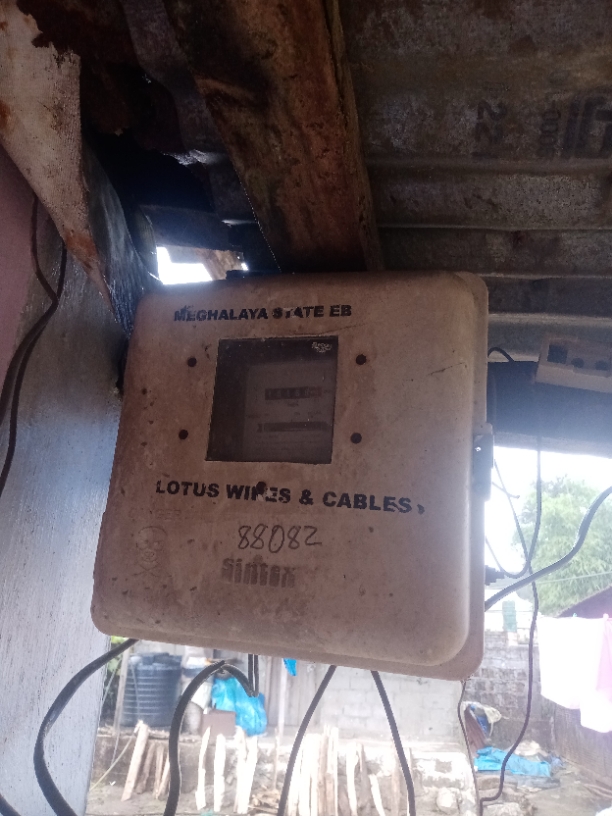 MEGHALAYA STATE EB
LOTUS WIRES & CABLES
88082
Sintex